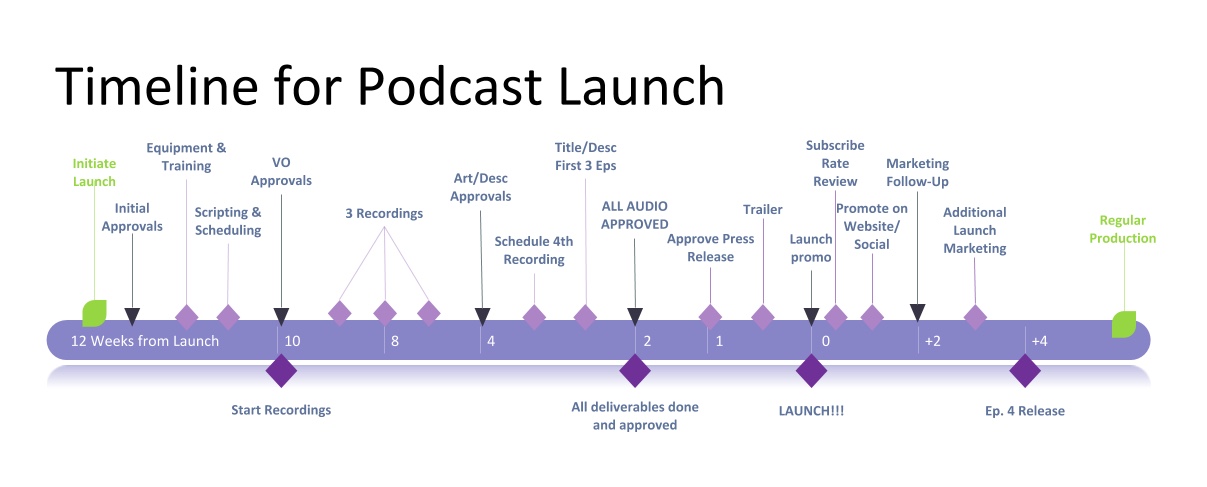 Timeline for Podcast Launch
Initiate
Launch
Initial
Approvals
Equipment &
Training
Scripting &
Scheduling
VO
Approvals
3 Recordings
Art/Desc
Approvals
Schedule 4th
Recording
Title/Desc
First 3 Eps
ALL AUDIO
APPROVED
Approve Press
Release
Trailer
Launch
promo
Subscribe
Rate
Review
Promote on
Website/
Social
Marketing
Follow-Up
Additional
Launch
Marketing
Regular
Production
12 Weeks from Launch
10
8
4
2
1
0
+2
+4
Start Recordings
All deliverables done
and approved
LAUNCH!!!
Ep. 4 Release